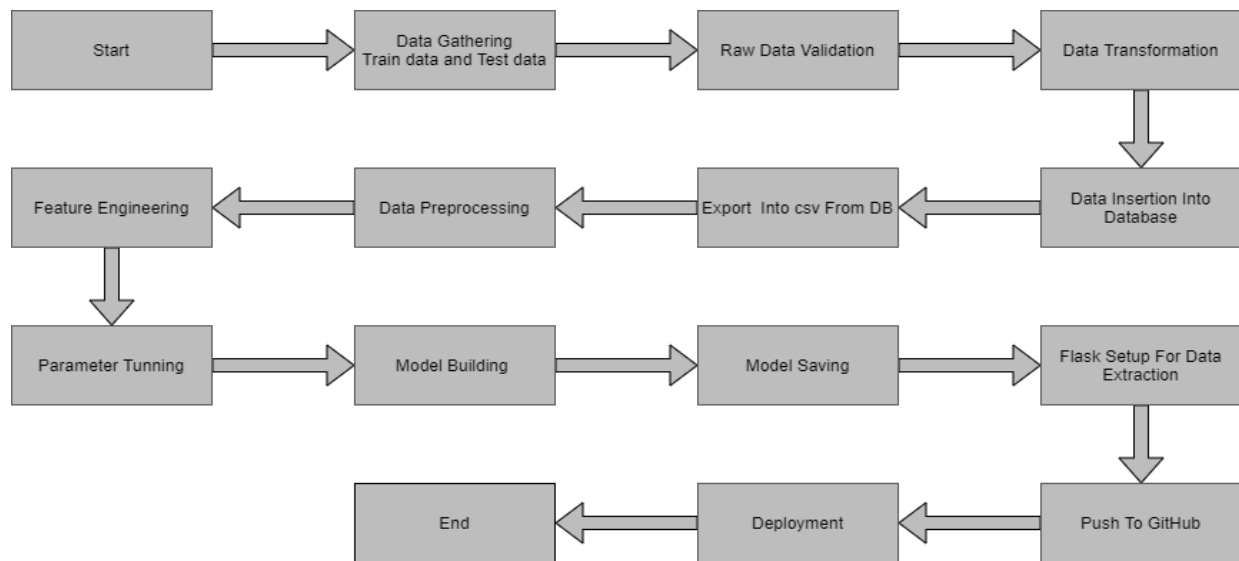 Start
Data Gathering
Train data and Test data
Raw Data Validation
Data Transformation
Data Insertion Into
Database
Export  Into csv From DB
Data Preprocessing
Feature Engineering
Parameter Tunning
Model Building
Model Saving
Flask Setup For Data
Extraction
Push To GitHub
Deployment
End